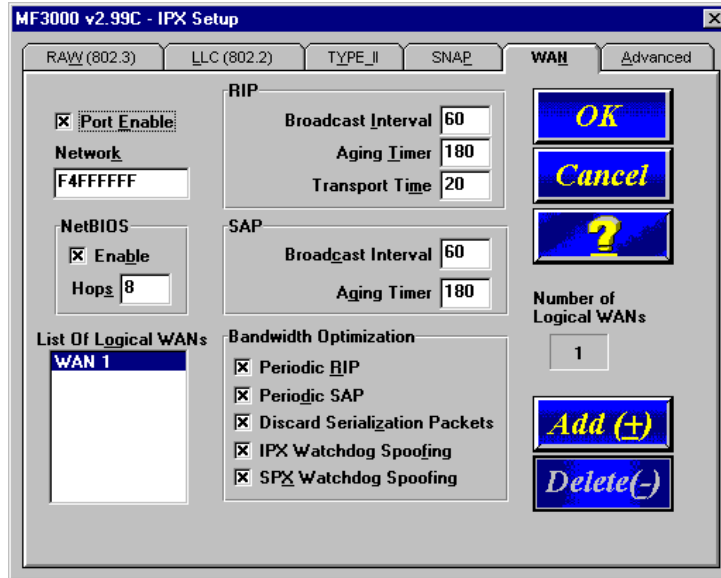 MF3000 v2.99C - IPX Setup
RAW (802.3)
LLC (802.2)
TYPE_II
SNAP
WAN
Advanced
Port Enable
Network
F4FFFFFF
NetBIOS
Enable
Hops 8
List Of Logical WANs
WAN 1
RIP
Broadcast Interval 60
Aging Timer 180
Transport Time 20
SAP
Broadcast Interval 60
Aging Timer 180
Bandwidth Optimization
Periodic RIP
Periodic SAP
Discard Serialization Packets
IPX Watchdog Spoofing
SPX Watchdog Spoofing
OK
Cancel
?
Number of
Logical WANs
1
Add (+)
Delete(-)